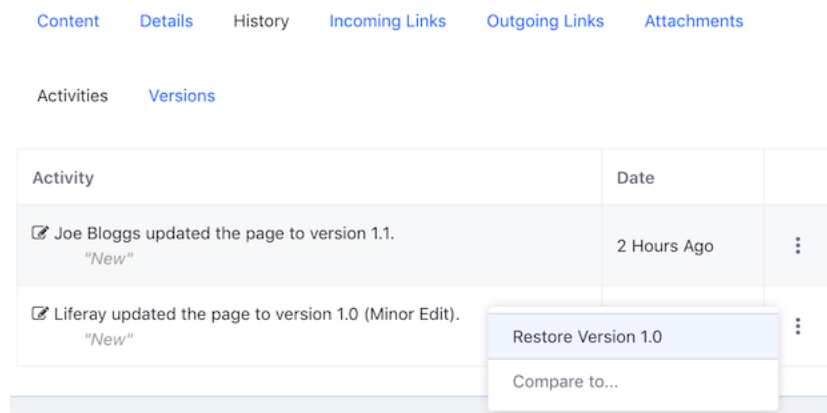 Content Details History Incoming Links Outgoing Links Attachments
Activities Versions
Activity Date
Joe Bloggs updated the page to version 1.1.
"New"
2 Hours Ago
Liferay updated the page to version 1.0 (Minor Edit).
"New"
Restore Version 1.0
Compare to...